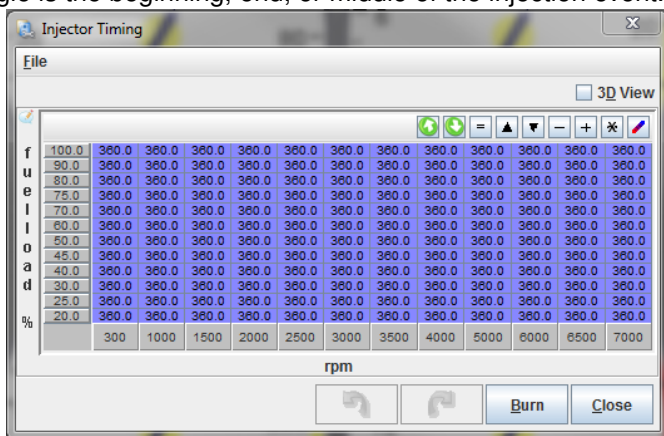 gle is the beginning, end, or middle of the injection event.
Injector Timing
File
3D View
= - + *
fuelload %
100.0 360.0 360.0 360.0 360.0 360.0 360.0 360.0 360.0 360.0 360.0 360.0 360.0
90.0 360.0 360.0 360.0 360.0 360.0 360.0 360.0 360.0 360.0 360.0 360.0 360.0
80.0 360.0 360.0 360.0 360.0 360.0 360.0 360.0 360.0 360.0 360.0 360.0 360.0
75.0 360.0 360.0 360.0 360.0 360.0 360.0 360.0 360.0 360.0 360.0 360.0 360.0
70.0 360.0 360.0 360.0 360.0 360.0 360.0 360.0 360.0 360.0 360.0 360.0 360.0
60.0 360.0 360.0 360.0 360.0 360.0 360.0 360.0 360.0 360.0 360.0 360.0 360.0
50.0 360.0 360.0 360.0 360.0 360.0 360.0 360.0 360.0 360.0 360.0 360.0 360.0
45.0 360.0 360.0 360.0 360.0 360.0 360.0 360.0 360.0 360.0 360.0 360.0 360.0
40.0 360.0 360.0 360.0 360.0 360.0 360.0 360.0 360.0 360.0 360.0 360.0 360.0
30.0 360.0 360.0 360.0 360.0 360.0 360.0 360.0 360.0 360.0 360.0 360.0 360.0
25.0 360.0 360.0 360.0 360.0 360.0 360.0 360.0 360.0 360.0 360.0 360.0 360.0
20.0 360.0 360.0 360.0 360.0 360.0 360.0 360.0 360.0 360.0 360.0 360.0 360.0
300 1000 1500 2000 2500 3000 3500 4000 5000 6000 6500 7000
rpm
Burn Close